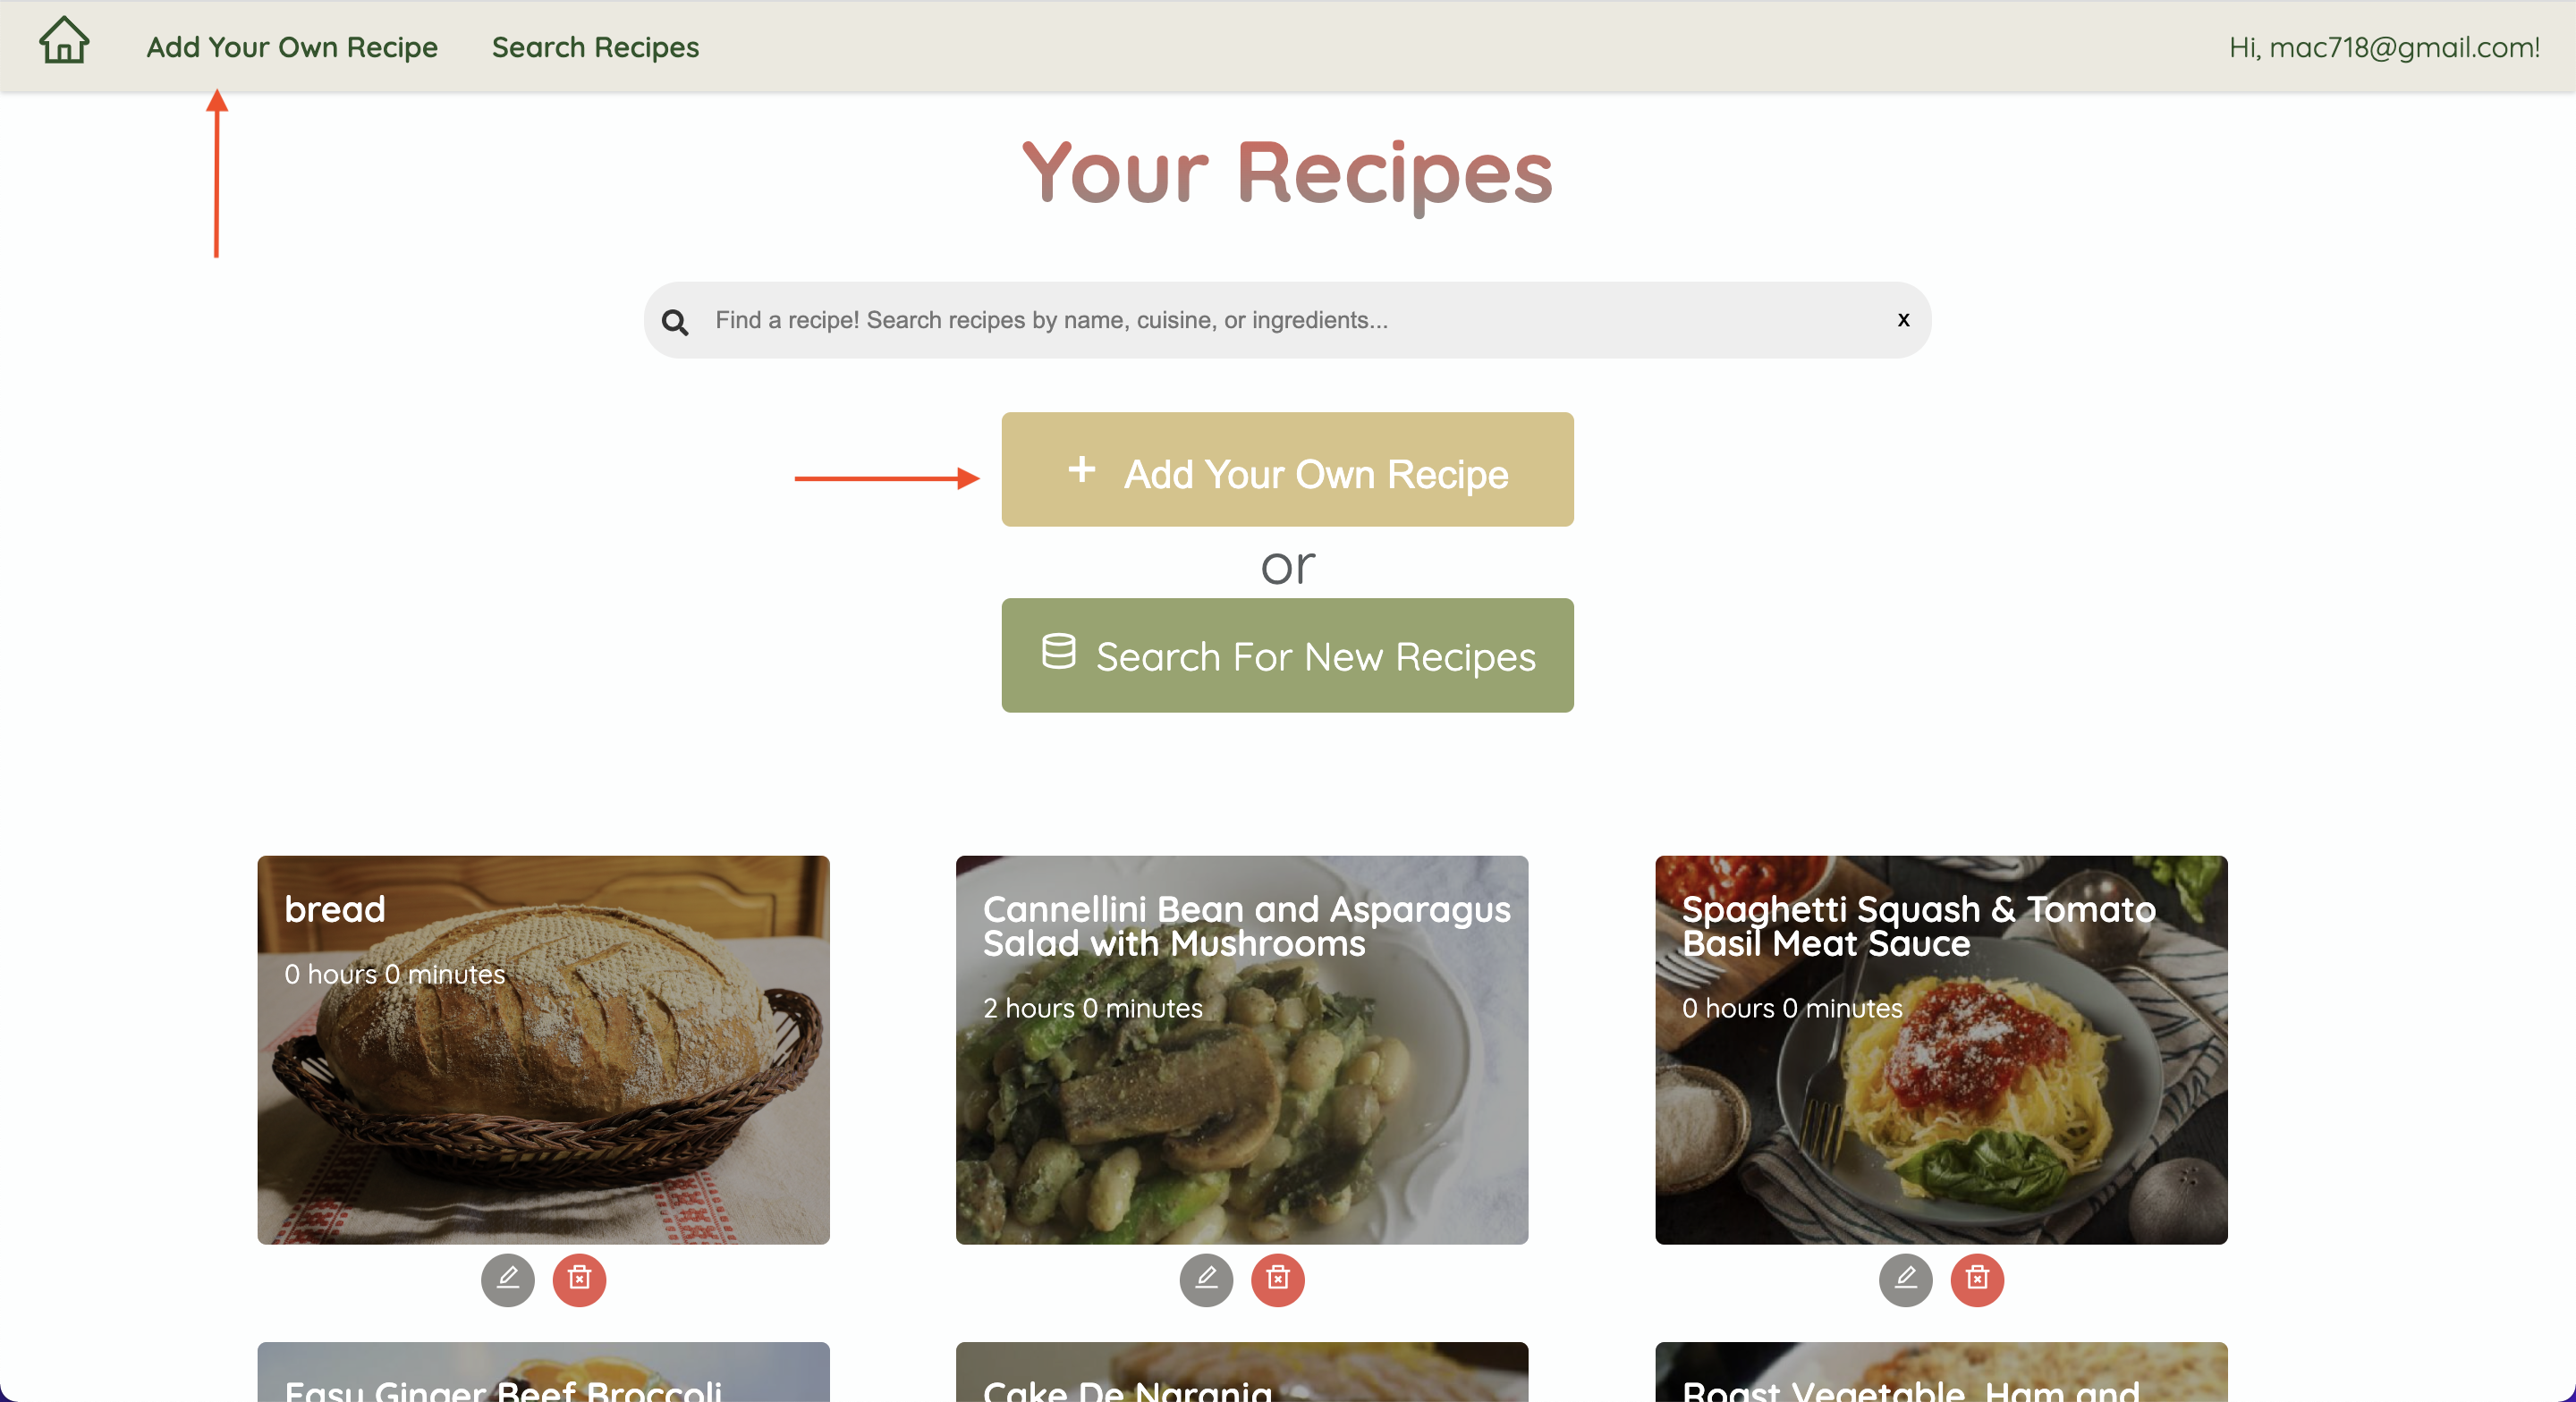 Add Your Own Recipe
Search Recipes
Hi, mac718@gmail.com!
Your Recipes
Find a recipe! Search recipes by name, cuisine, or ingredients...
x
+ Add Your Own Recipe
or
Search For New Recipes
bread
0 hours 0 minutes
Cannellini Bean and Asparagus
Salad with Mushrooms
2 hours 0 minutes
Spaghetti Squash & Tomato
Basil Meat Sauce
0 hours 0 minutes
Easy Ginger Beef Broccoli
Cake De Naranja
Roast Vegetable, Ham and